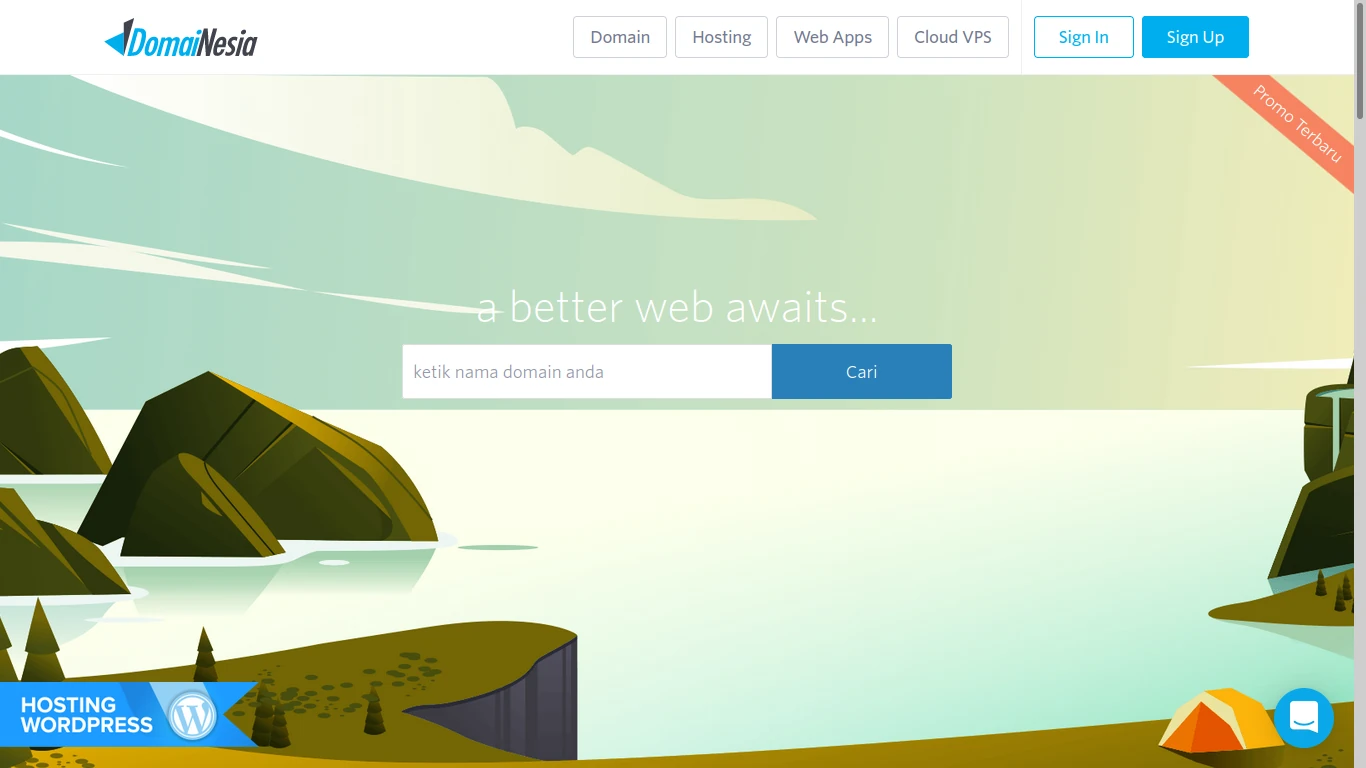 DomaiNesia
Domain
Hosting
Web Apps
Cloud VPS
Sign In
Sign Up
Promo Terbaru
a better web awaits...
ketik nama domain anda
Cari
HOSTING
WORDPRESS